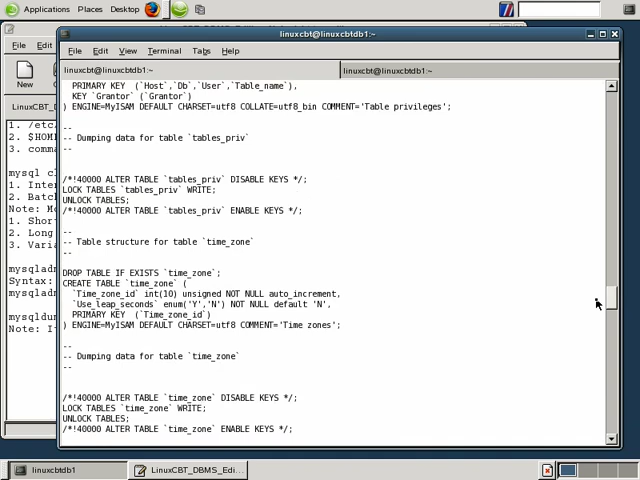 Applications Places Desktop
linuxcbt@linuxcbtdb1:~
File Edit View Terminal Tabs Help
linuxcbt@linuxcbtdb1:~ linuxcbt@linuxcbtdb1:~
PRIMARY KEY (`Host`,`Db`,`User`,`Table_name`),
KEY `Grantor` (`Grantor`)
) ENGINE=MyISAM DEFAULT CHARSET=utf8 COLLATE=utf8_bin COMMENT='Table privileges';
--
-- Dumping data for table `tables_priv`
--
/*!40000 ALTER TABLE `tables_priv` DISABLE KEYS */;
LOCK TABLES `tables_priv` WRITE;
UNLOCK TABLES;
/*!40000 ALTER TABLE `tables_priv` ENABLE KEYS */;
--
-- Table structure for table `time_zone`
--
DROP TABLE IF EXISTS `time_zone`;
CREATE TABLE `time_zone` (
`Time_zone_id` int(10) unsigned NOT NULL auto_increment,
`Use_leap_seconds` enum('Y','N') NOT NULL default 'N',
PRIMARY KEY (`Time_zone_id`)
) ENGINE=MyISAM DEFAULT CHARSET=utf8 COMMENT='Time zones';
--
-- Dumping data for table `time_zone`
--
/*!40000 ALTER TABLE `time_zone` DISABLE KEYS */;
LOCK TABLES `time_zone` WRITE;
UNLOCK TABLES;
/*!40000 ALTER TABLE `time_zone` ENABLE KEYS */;
File Ed
New
LinuxCBT_D
1. /etc
2. $HOM
3. comma
mysql cl
1. Inter
2. Batc
Note: Mo
1. Short
2. Long
3. Varia
mysqladm
Syntax:
mysqladm
mysqldum
Note: It
linuxcbtdb1 LinuxCBT_DBMS_Edi...